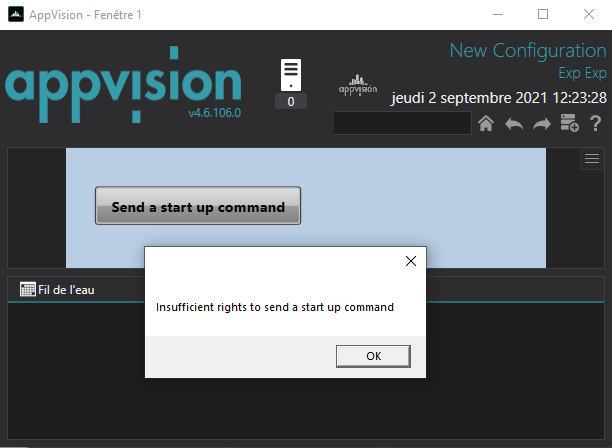 AppVision - Fenêtre 1
New Configuration
Exp Exp
appvision
v4.6.106.0
0
appvision
jeudi 2 septembre 2021 12:23:28
?
Send a start up command
Insufficient rights to send a start up command
OK
Fil de l'eau